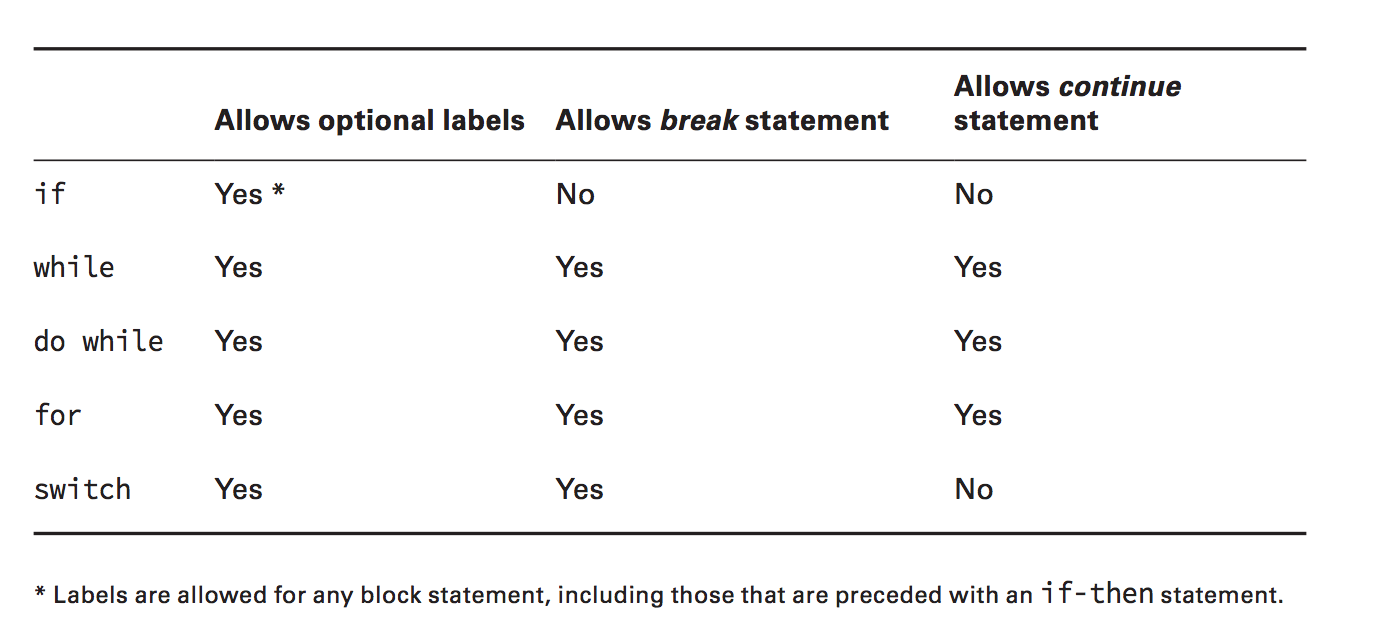 Allows optional labels Allows break statement Allows continue statement
if Yes * No No
while Yes Yes Yes
do while Yes Yes Yes
for Yes Yes Yes
switch Yes Yes No
* Labels are allowed for any block statement, including those that are preceded with an if-then statement.